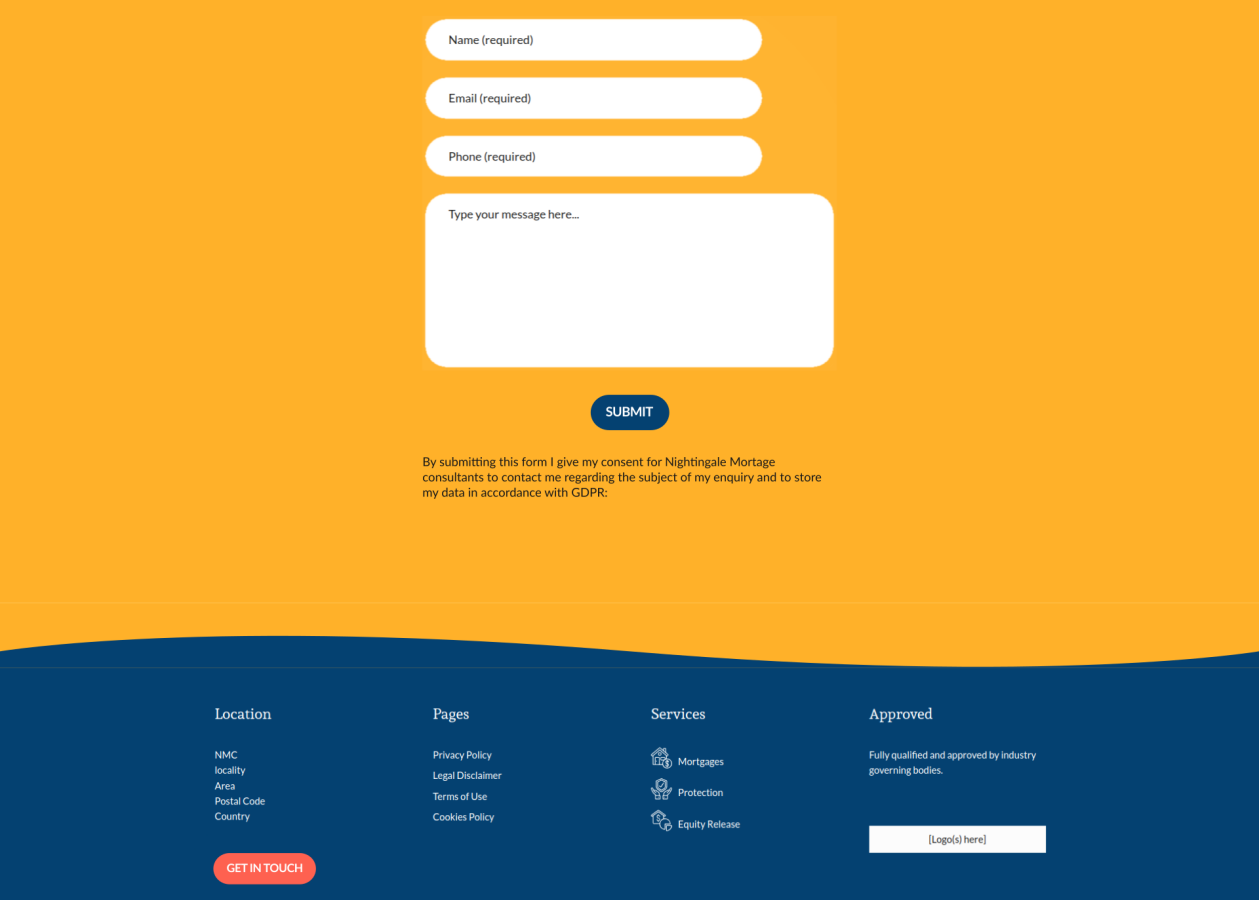 Name (required)
Email (required)
Phone (required)
Type your message here...
SUBMIT
By submitting this form I give my consent for Nightingale Mortage
consultants to contact me regarding the subject of my enquiry and to store
my data in accordance with GDPR:
Location
NMC
locality
Area
Postal Code
Country
GET IN TOUCH
Pages
Privacy Policy
Legal Disclaimer
Terms of Use
Cookies Policy
Services
Mortgages
Protection
Equity Release
Approved
Fully qualified and approved by industry
governing bodies.
[Logo(s) here]